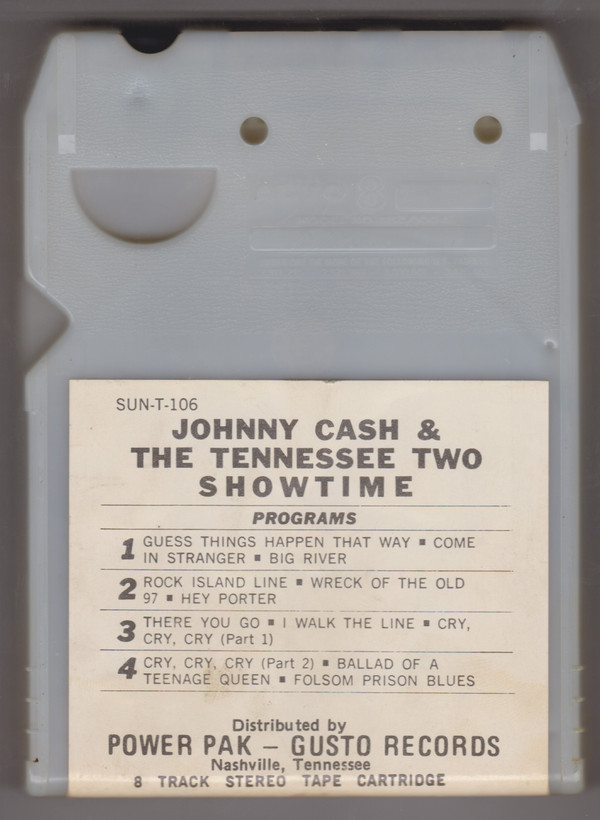 SUN-T-106
JOHNNY CASH &
THE TENNESSEE TWO
SHOWTIME
PROGRAMS
1 GUESS THINGS HAPPEN THAT WAY ▪ COME
IN STRANGER ▪ BIG RIVER
2 ROCK ISLAND LINE ▪ WRECK OF THE OLD
97 ▪ HEY PORTER
3 THERE YOU GO ▪ I WALK THE LINE ▪ CRY,
CRY, CRY (Part 1)
4 CRY, CRY, CRY (Part 2) ▪ BALLAD OF A
TEENAGE QUEEN ▪ FOLSOM PRISON BLUES
Distributed by
POWER PAK – GUSTO RECORDS
Nashville, Tennessee
8 TRACK STEREO TAPE CARTRIDGE